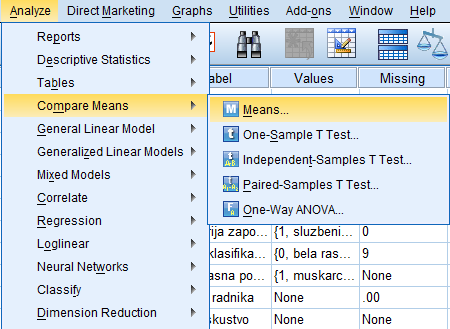 Analyze Direct Marketing Graphs Utilities Add-ons Window Help
Reports
Descriptive Statistics
Tables
Compare Means
General Linear Model
Generalized Linear Models
Mixed Models
Correlate
Regression
Loglinear
Neural Networks
Classify
Dimension Reduction
abel Values Missing
Means...
One-Sample T Test...
Independent-Samples T Test...
Paired-Samples T Test...
One-Way ANOVA...
rija zapo... {1, sluzbeni... 0
klasifika... {0, bela ras... 9
asna po... {1, muskarc... None
radnika None .00
skustvo None None